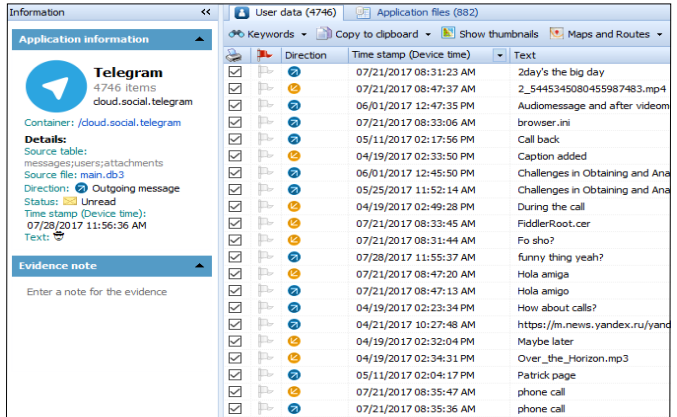 Information <<
Application information
Telegram
4746 items
cloud.social.telegram
Container: /cloud.social.telegram
Details:
Source table:
messages;users;attachments
Source file: main.db3
Direction: Outgoing message
Status: Unread
Time stamp (Device time):
07/28/2017 11:56:36 AM
Text:
Evidence note
Enter a note for the evidence
User data (4746) Application files (882)
Keywords Copy to clipboard Show thumbnails Maps and Routes
Direction Time stamp (Device time) Text
07/21/2017 08:31:23 AM 2day's the big day
07/21/2017 08:47:37 AM 2_5445345080455987483.mp4
06/01/2017 12:47:35 PM Audiomessage and after videom
07/21/2017 08:33:06 AM browser.ini
05/11/2017 02:17:56 PM Call back
04/19/2017 02:33:50 PM Caption added
06/01/2017 12:45:50 PM Challenges in Obtaining and Ana
05/25/2017 11:52:14 AM Challenges in Obtaining and Ana
04/19/2017 02:49:28 PM During the call
07/21/2017 08:33:45 AM FiddlerRoot.cer
07/21/2017 08:31:44 AM Fo sho?
07/28/2017 11:55:37 AM funny thing yeah?
07/21/2017 08:47:20 AM Hola amiga
07/21/2017 08:47:13 AM Hola amigo
04/19/2017 02:23:34 PM How about calls?
04/21/2017 10:27:48 AM https://m.news.yandex.ru/yand
04/19/2017 02:32:04 PM Maybe later
04/19/2017 02:34:31 PM Over_the_Horizon.mp3
05/11/2017 02:04:17 PM Patrick page
07/21/2017 08:35:47 AM phone call
07/21/2017 08:35:36 AM phone call